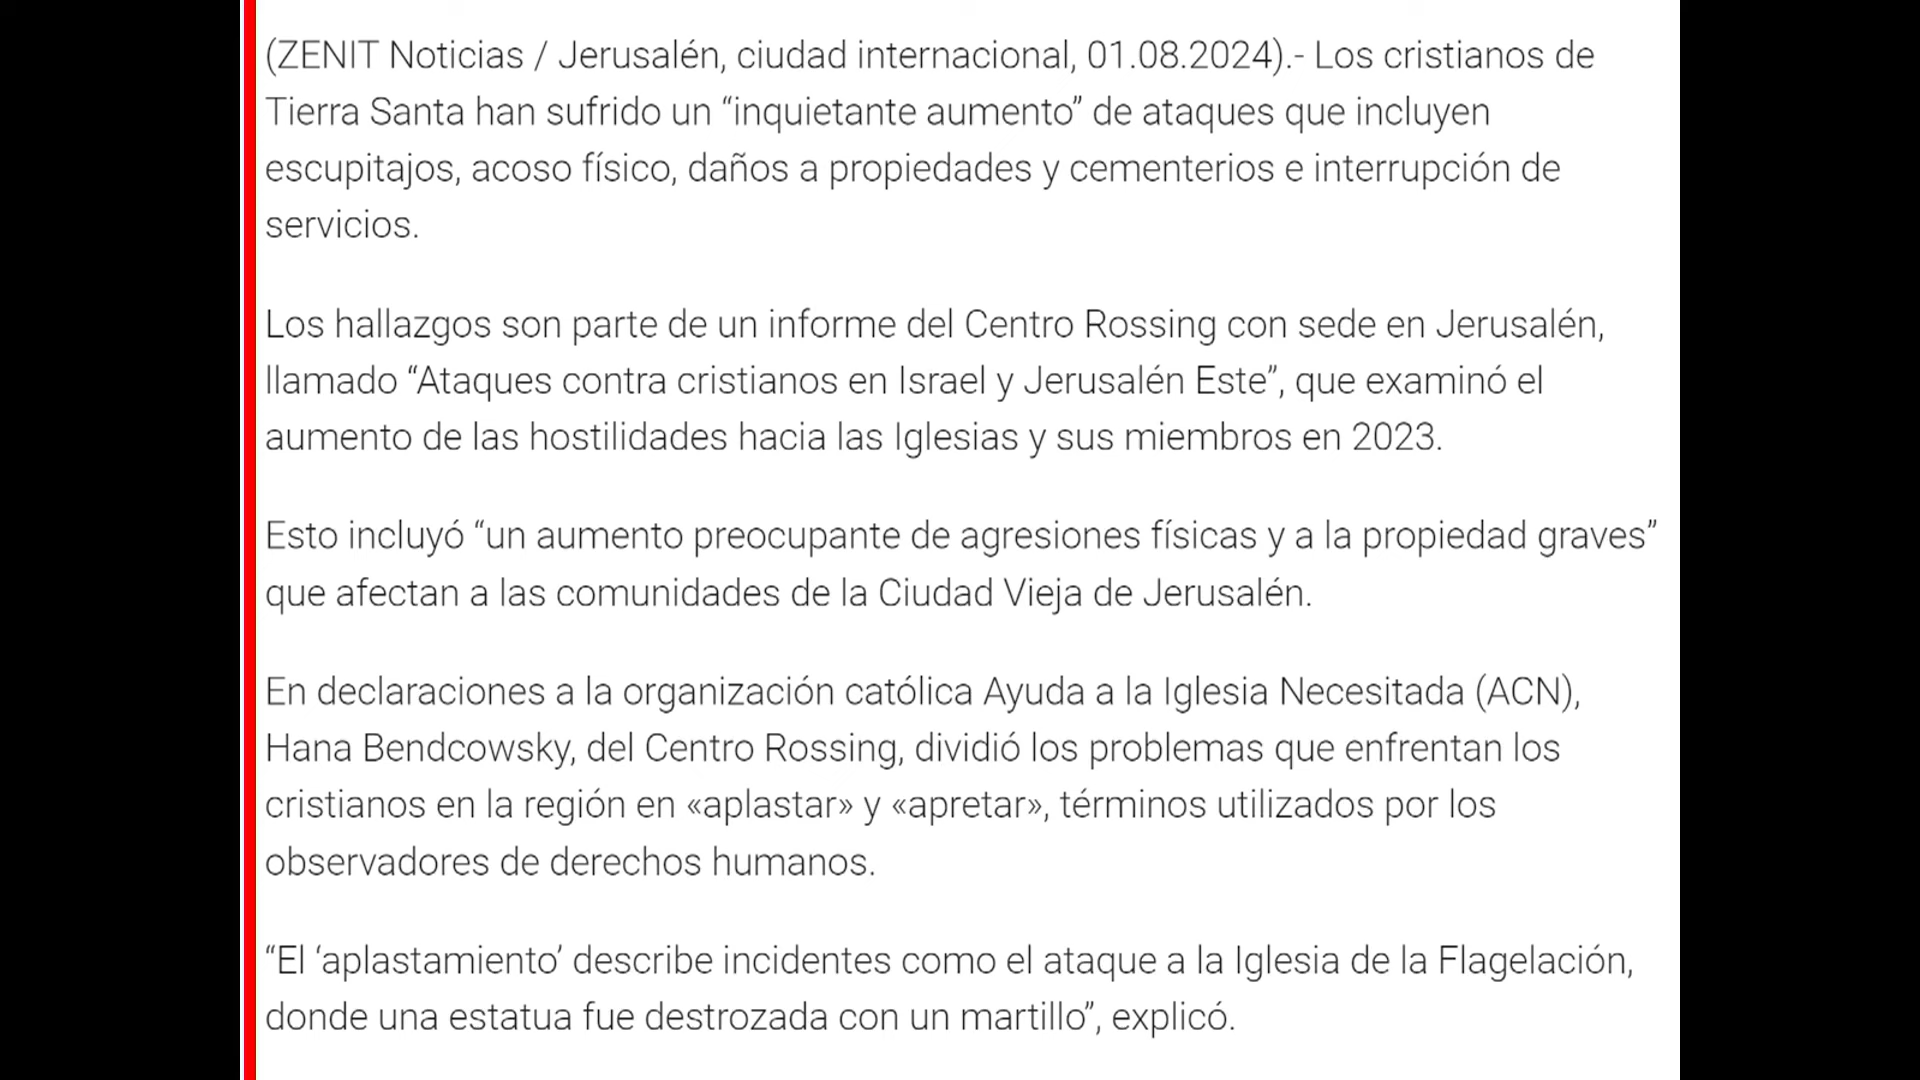 (ZENIT Noticias / Jerusalén, ciudad internacional, 01.08.2024).- Los cristianos de
Tierra Santa han sufrido un “inquietante aumento” de ataques que incluyen
escupitajos, acoso físico, daños a propiedades y cementerios e interrupción de
servicios.
Los hallazgos son parte de un informe del Centro Rossing con sede en Jerusalén,
llamado “Ataques contra cristianos en Israel y Jerusalén Este”, que examinó el
aumento de las hostilidades hacia las Iglesias y sus miembros en 2023.
Esto incluyó “un aumento preocupante de agresiones físicas y a la propiedad graves”
que afectan a las comunidades de la Ciudad Vieja de Jerusalén.
En declaraciones a la organización católica Ayuda a la Iglesia Necesitada (ACN),
Hana Bendcowsky, del Centro Rossing, dividió los problemas que enfrentan los
cristianos en la región en «aplastar» y «apretar», términos utilizados por los
observadores de derechos humanos.
“El ‘aplastamiento’ describe incidentes como el ataque a la Iglesia de la Flagelación,
donde una estatua fue destrozada con un martillo”, explicó.